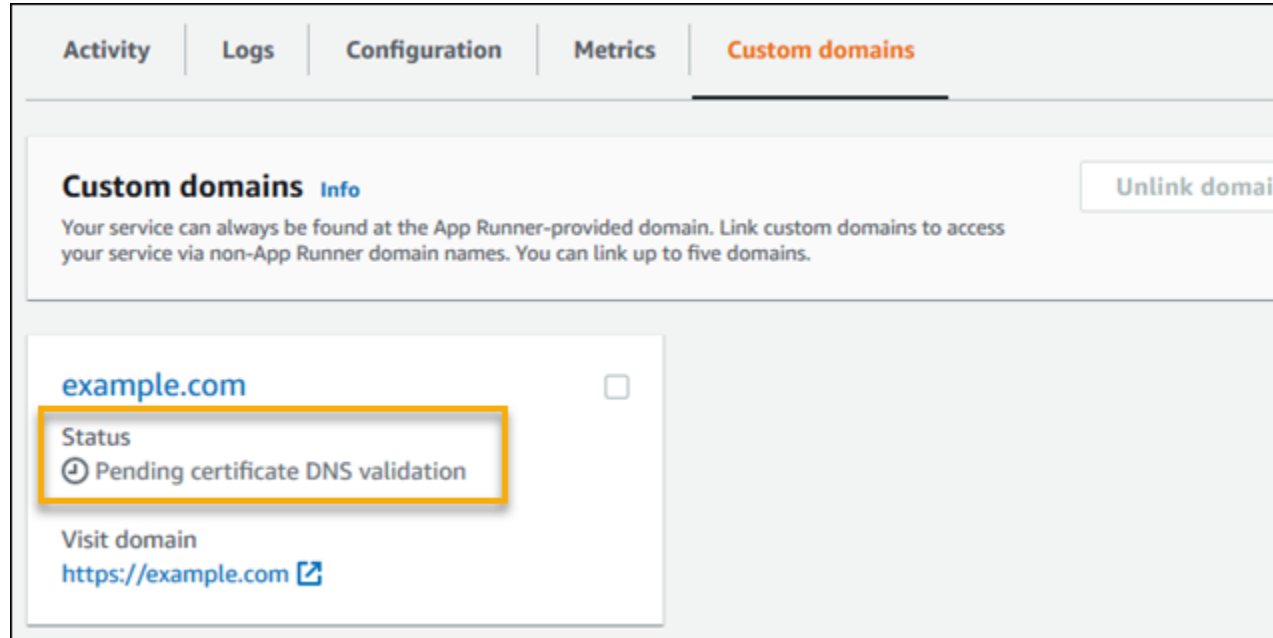 Activity Logs Configuration Metrics Custom domains
Custom domains Info
Unlink domai
Your service can always be found at the App Runner-provided domain. Link custom domains to access
your service via non-App Runner domain names. You can link up to five domains.
example.com
Status
Pending certificate DNS validation
Visit domain
https://example.com